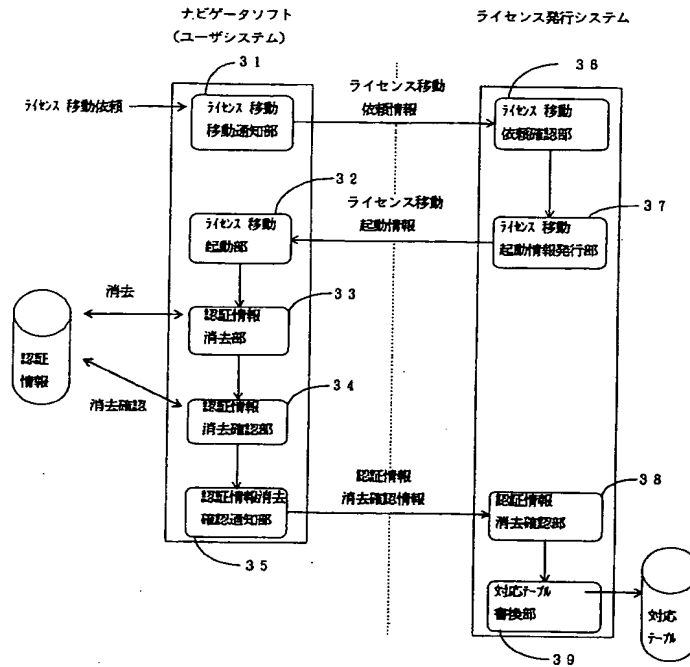 ナビゲータソフト
(ユーザシステム)
ライセンス発行システム
31
36
ライセンス 移動依頼
ライセンス 移動
移動通知部
ライセンス移動
依頼情報
ライセンス 移動
依頼確認部
32
37
ライセンス 移動
起動部
ライセンス移動
起動情報
ライセンス 移動
起動情報発行部
33
消去
認証情報
消去部
認証
情報
34
消去確認
認証情報
消去確認部
38
認証情報消去
確認通知部
認証情報
消去確認情報
認証情報
消去確認部
35
対応テーブル
書換部
対応
テーブル
39